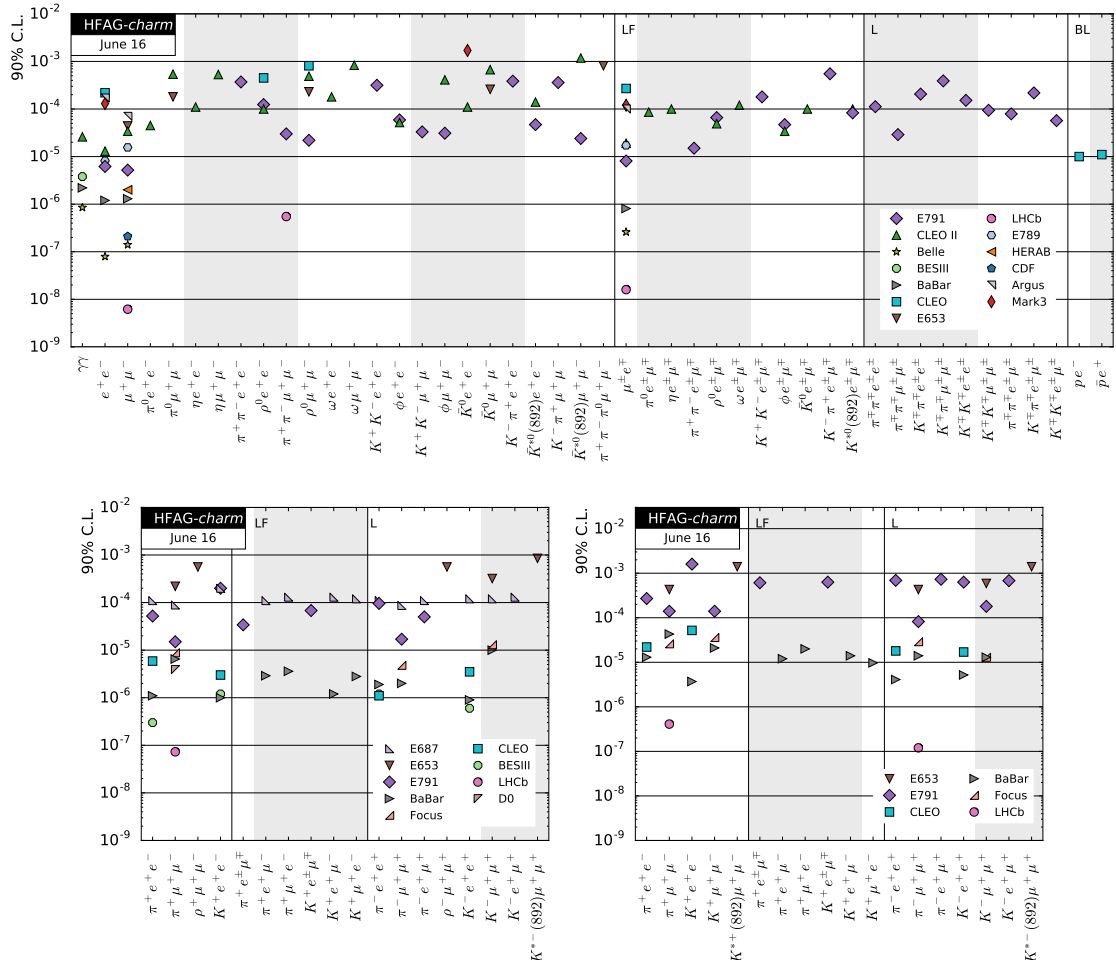 90% C.L.
10⁻²
10⁻³
10⁻⁴
10⁻⁵
10⁻⁶
10⁻⁷
10⁻⁸
10⁻⁹
HFAG-charm
June 16
LF
L
BL
E791
CLEO II
Belle
BESIII
BaBar
CLEO
E653
LHCb
E789
HERAB
CDF
Argus
Mark3
γγ
e⁺e⁻
μ⁺μ⁻
π⁰e⁺e⁻
π⁰μ⁺μ⁻
ηe⁺e⁻
ημ⁺μ⁻
π⁺π⁻e⁺e⁻
ρ⁰e⁺e⁻
π⁺π⁻μ⁺μ⁻
ρ⁰μ⁺μ⁻
ωe⁺e⁻
ωμ⁺μ⁻
K⁺K⁻e⁺e⁻
ϕe⁺e⁻
K⁺K⁻μ⁺μ⁻
ϕμ⁺μ⁻
K̄⁰e⁺e⁻
K̄⁰μ⁺μ⁻
K⁻π⁺e⁺e⁻
K̄*⁰(892)e⁺e⁻
K⁻π⁺μ⁺μ⁻
K̄*⁰(892)μ⁺μ⁻
π⁺π⁻π⁰μ⁺μ⁻
μ±e∓
π⁰e±μ∓
ηe±μ∓
π⁺π⁻e±μ∓
ρ⁰e±μ∓
ωe±μ∓
K⁺K⁻e±μ∓
ϕe±μ∓
K̄⁰e±μ∓
K⁻π⁺e±μ∓
K̄*⁰(892)e±μ∓
π∓π∓e±e±
π∓π∓μ±μ±
K∓π∓e±e±
K∓π∓μ±μ±
K∓K∓e±e±
K∓K∓μ±μ±
π∓π∓e±μ±
K∓π∓e±μ±
K∓K∓e±μ±
pe⁻
p̄e⁺
90% C.L.
10⁻²
10⁻³
10⁻⁴
10⁻⁵
10⁻⁶
10⁻⁷
10⁻⁸
10⁻⁹
HFAG-charm
June 16
LF
L
E687
E653
E791
BaBar
Focus
CLEO
BESIII
LHCb
D0
π⁺e⁺e⁻
π⁺μ⁺μ⁻
ρ⁺μ⁺μ⁻
K⁺e⁺e⁻
π⁺e±μ∓
π⁺e⁺μ⁻
π⁺μ⁺e⁻
K⁺e±μ∓
K⁺e⁺μ⁻
K⁺μ⁺e⁻
π⁻e⁺e⁺
π⁻μ⁺μ⁺
π⁻e⁺μ⁺
ρ⁻μ⁺μ⁺
K⁻e⁺e⁺
K⁻μ⁺μ⁺
K⁻e⁺μ⁺
K*⁻(892)μ⁺μ⁺
90% C.L.
10⁻²
10⁻³
10⁻⁴
10⁻⁵
10⁻⁶
10⁻⁷
10⁻⁸
10⁻⁹
HFAG-charm
June 16
LF
L
E653
E791
CLEO
BaBar
Focus
LHCb
π⁺e⁺e⁻
π⁺μ⁺μ⁻
K⁺e⁺e⁻
K⁺μ⁺μ⁻
K*⁺(892)μ⁺μ⁻
π⁺e±μ∓
π⁺e⁺μ⁻
π⁺μ⁺e⁻
K⁺e±μ∓
K⁺e⁺μ⁻
K⁺μ⁺e⁻
π⁻e⁺e⁺
π⁻μ⁺μ⁺
π⁻e⁺μ⁺
K⁻e⁺e⁺
K⁻μ⁺μ⁺
K⁻e⁺μ⁺
K*⁻(892)μ⁺μ⁺